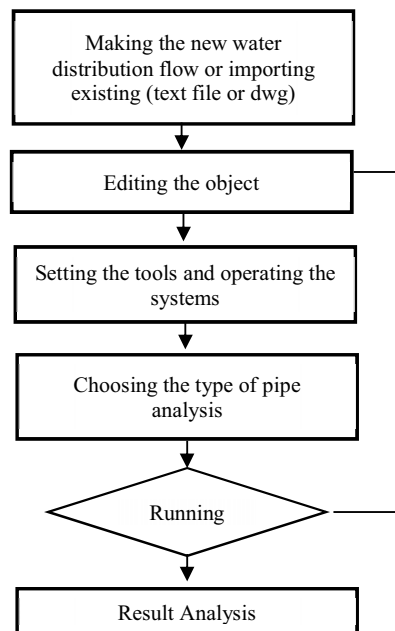 Making the new water
distribution flow or importing
existing (text file or dwg)
Editing the object
Setting the tools and operating the
systems
Choosing the type of pipe
analysis
Running
Result Analysis